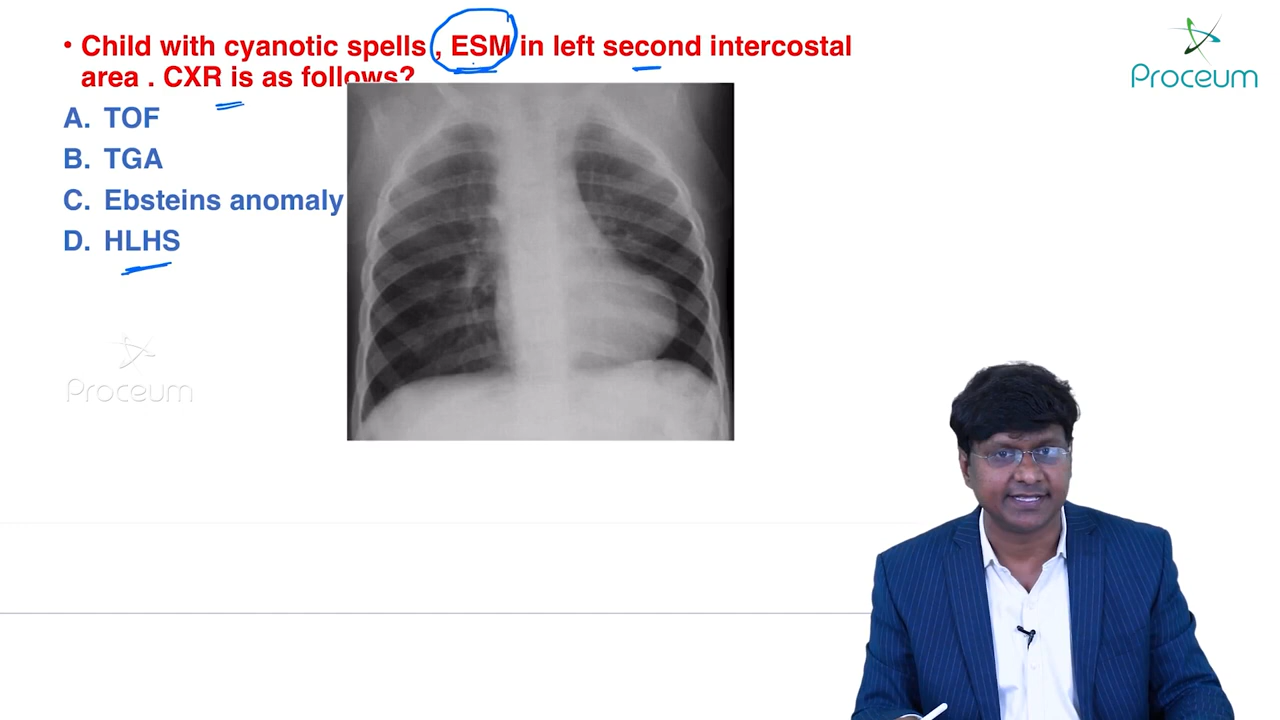 • Child with cyanotic spells , ESM in left second intercostal
area . CXR is as follows?
A. TOF
B. TGA
C. Ebsteins anomaly
D. HLHS
Proceum
Proceum